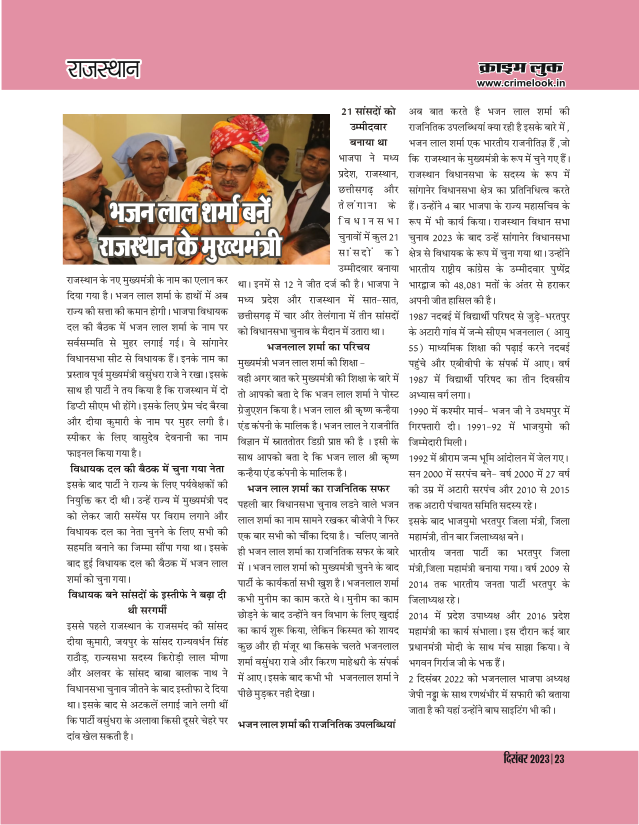 राजस्थान
क्राइम लुक
www.crimelook.in
भजन लाल शर्मा बनें
राजस्थान के मुख्यमंत्री
राजस्थान के नए मुख्यमंत्री के नाम का एलान कर
दिया गया है। भजन लाल शर्मा के हाथों में अब
राज्य की सत्ता की कमान होगी। भाजपा विधायक
दल की बैठक में भजन लाल शर्मा के नाम पर
सर्वसम्मति से मुहर लगाई गई। वे सांगानेर
विधानसभा सीट से विधायक हैं। इनके नाम का
प्रस्ताव पूर्व मुख्यमंत्री वसुंधरा राजे ने रखा। इसके
साथ ही पार्टी ने तय किया है कि राजस्थान में दो
डिप्टी सीएम भी होंगे। इसके लिए प्रेम चंद बैरवा
और दीया कुमारी के नाम पर मुहर लगी है।
स्पीकर के लिए वासुदेव देवनानी का नाम
फाइनल किया गया है।
विधायक दल की बैठक में चुना गया नेता
इसके बाद पार्टी ने राज्य के लिए पर्यवेक्षकों की
नियुक्ति कर दी थी। उन्हें राज्य में मुख्यमंत्री पद
को लेकर जारी सस्पेंस पर विराम लगाने और
विधायक दल का नेता चुनने के लिए सभी की
सहमति बनाने का जिम्मा सौंपा गया था। इसके
बाद हुई विधायक दल की बैठक में भजन लाल
शर्मा को चुना गया।
विधायक बने सांसदों के इस्तीफे ने बढ़ा दी
थी सरगर्मी
इससे पहले राजस्थान के राजसमंद की सांसद
दीया कुमारी, जयपुर के सांसद राज्यवर्धन सिंह
राठौड़, राज्यसभा सदस्य किरोड़ी लाल मीणा
और अलवर के सांसद बाबा बालक नाथ ने
विधानसभा चुनाव जीतने के बाद इस्तीफा दे दिया
था। इसके बाद से अटकलें लगाई जाने लगी थीं
कि पार्टी वसुंधरा के अलावा किसी दूसरे चेहरे पर
दांव खेल सकती है।
21 सांसदों को
उम्मीदवार
बनाया था
भाजपा ने मध्य
प्रदेश, राजस्थान,
छत्तीसगढ़ और
तेलंगाना के
विधानसभा
चुनावों में कुल 21
सांसदों को
उम्मीदवार बनाया
था। इनमें से 12 ने जीत दर्ज की है। भाजपा ने
मध्य प्रदेश और राजस्थान में सात-सात,
छत्तीसगढ़ में चार और तेलंगाना में तीन सांसदों
को विधानसभा चुनाव के मैदान में उतारा था।
भजनलाल शर्मा का परिचय
मुख्यमंत्री भजन लाल शर्मा की शिक्षा –
वही अगर बात करे मुख्यमंत्री की शिक्षा के बारे में
तो आपको बता दे कि भजन लाल शर्मा ने पोस्ट
ग्रेजुएशन किया है। भजन लाल श्री कृष्ण कन्हैया
एंड कंपनी के मालिक है। भजन लाल ने राजनीति
विज्ञान में स्नाततोतर डिग्री प्राप्त की है । इसी के
साथ आपको बता दे कि भजन लाल श्री कृष्ण
कन्हैया एंड कंपनी के मालिक है।
भजन लाल शर्मा का राजनितिक सफर
पहली बार विधानसभा चुनाव लडने वाले भजन
लाल शर्मा का नाम सामने रखकर बीजेपी ने फिर
एक बार सभी को चौंका दिया है। चलिए जानते
ही भजन लाल शर्मा का राजनितिक सफर के बारे
में । भजन लाल शर्मा को मुख्यमंत्री चुनने के बाद
पार्टी के कार्यकर्ता सभी खुश है। भजनलाल शर्मा
कभी मुनीम का काम करते थे। मुनीम का काम
छोड़ने के बाद उन्होंने वन विभाग के लिए खुदाई
का कार्य शुरू किया, लेकिन किस्मत को शायद
कुछ और ही मंजूर था किसके चलते भजनलाल
शर्मा वसुंधरा राजे और किरण माहेश्वरी के संपर्क
में आए। इसके बाद कभी भी भजनलाल शर्मा ने
पीछे मुड़कर नही देखा।
भजन लाल शर्मा की राजनितिक उपलब्धियां
अब बात करते है भजन लाल शर्मा की
राजनितिक उपलब्धियां क्या रही है इसके बारे में ,
भजन लाल शर्मा एक भारतीय राजनीतिज्ञ हैं ,जो
कि राजस्थान के मुख्यमंत्री के रूप में चुने गए हैं।
राजस्थान विधानसभा के सदस्य के रूप में
सांगानेर विधानसभा क्षेत्र का प्रतिनिधित्व करते
हैं। उन्होंने 4 बार भाजपा के राज्य महासचिव के
रूप में भी कार्य किया। राजस्थान विधान सभा
चुनाव 2023 के बाद उन्हें सांगानेर विधानसभा
क्षेत्र से विधायक के रूप में चुना गया था। उन्होंने
भारतीय राष्ट्रीय कांग्रेस के उम्मीदवार पुष्पेंद्र
भारद्वाज को 48,081 मतों के अंतर से हराकर
अपनी जीत हासिल की है।
1987 नदबई में विद्यार्थी परिषद से जुड़े-भरतपुर
के अटारी गांव में जन्मे सीएम भजनलाल ( आयु
55 ) माध्यमिक शिक्षा की पढ़ाई करने नदबई
पहुंचे और एबीवीपी के संपर्क में आए। वर्ष
1987 में विद्यार्थी परिषद का तीन दिवसीय
अभ्यास वर्ग लगा।
1990 में कश्मीर मार्च- भजन जी ने उधमपुर में
गिरफ्तारी दी। 1991-92 में भाजयुमो की
जिम्मेदारी मिली।
1992 में श्रीराम जन्म भूमि आंदोलन में जेल गए।
सन 2000 में सरपंच बने- वर्ष 2000 में 27 वर्ष
की उम्र में अटारी सरपंच और 2010 से 2015
तक अटारी पंचायत समिति सदस्य रहे।
इसके बाद भाजयुमो भरतपुर जिला मंत्री, जिला
महामंत्री, तीन बार जिलाध्यक्ष बने।
भारतीय जनता पार्टी का भरतपुर जिला
मंत्री,जिला महामंत्री बनाया गया। वर्ष 2009 से
2014 तक भारतीय जनता पार्टी भरतपुर के
जिलाध्यक्ष रहे।
2014 में प्रदेश उपाध्यक्ष और 2016 प्रदेश
महामंत्री का कार्य संभाला। इस दौरान कई बार
प्रधानमंत्री मोदी के साथ मंच साझा किया। वे
भगवन गिर्राज जी के भक्त हैं।
2 दिसंबर 2022 को भजनलाल भाजपा अध्यक्ष
जेपी नड्डा के साथ रणथंभीर में सफारी की बताया
जाता है की यहां उन्होंने बाघ साइटिंग भी की।
दिसंबर 2023|23